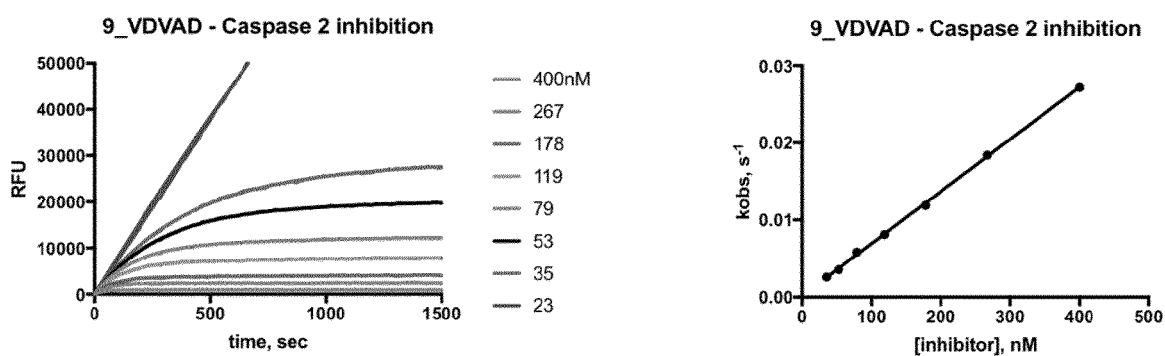 9_VDVAD - Caspase 2 inhibition
50000
40000
30000
20000
10000
0
RFU
0 500 1000 1500
time, sec
400nM
267
178
119
79
53
35
23
9_VDVAD - Caspase 2 inhibition
0.03
0.02
0.01
0.00
kobs, s⁻¹
0 100 200 300 400 500
[inhibitor], nM